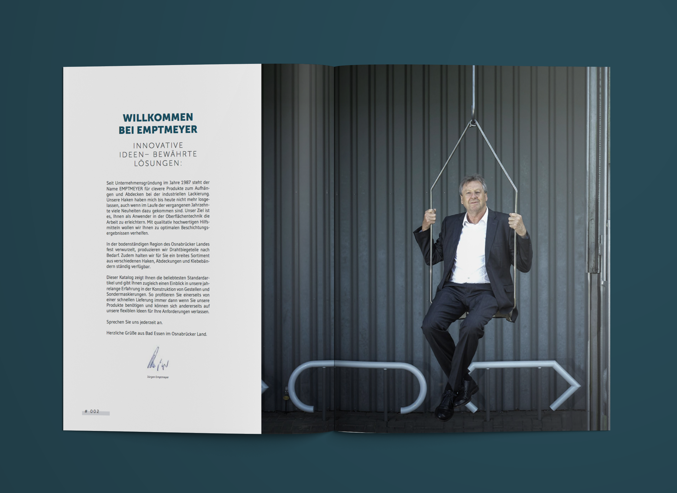 WILLKOMMEN
BEI EMPTMEYER
INNOVATIVE
IDEEN– BEWÄHRTE
LÖSUNGEN:
Seit Unternehmensgründung im Jahre 1987 steht der
Name EMPTMEYER für clevere Produkte zum Aufhän-
gen und Abdecken bei der industriellen Lackierung.
Unsere Haken haben mich bis heute nicht mehr losge-
lassen, auch wenn im Laufe der vergangenen Jahrzehn-
te viele Neuheiten dazu gekommen sind. Unser Ziel ist
es, Ihnen als Anwender in der Oberflächentechnik die
Arbeit zu erleichtern. Mit qualitativ hochwertigen Hilfs-
mitteln wollen wir Ihnen zu optimalen Beschichtungs-
ergebnissen verhelfen.
In der bodenständigen Region des Osnabrücker Landes
fest verwurzelt, produzieren wir Drahtbiegeteile nach
Bedarf. Zudem halten wir für Sie ein breites Sortiment
aus verschiedenen Haken, Abdeckungen und Klebebän-
dern ständig verfügbar.
Dieser Katalog zeigt Ihnen die beliebtesten Standardar-
tikel und gibt Ihnen zugleich einen Einblick in unsere jah-
relange Erfahrung in der Konstruktion von Gestellen und
Sondermaskierungen. So profitieren Sie einerseits von
einer schnellen Lieferung immer dann wenn Sie unsere
Produkte benötigen und können sich andererseits auf
unsere flexiblen Ideen für Ihre Anforderungen verlassen.
Sprechen Sie uns jederzeit an.
Herzliche Grüße aus Bad Essen im Osnabrücker Land.
002